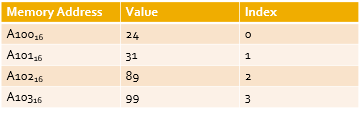 Memory Address Value Index
A100₁₆ 24 0
A101₁₆ 31 1
A102₁₆ 89 2
A103₁₆ 99 3